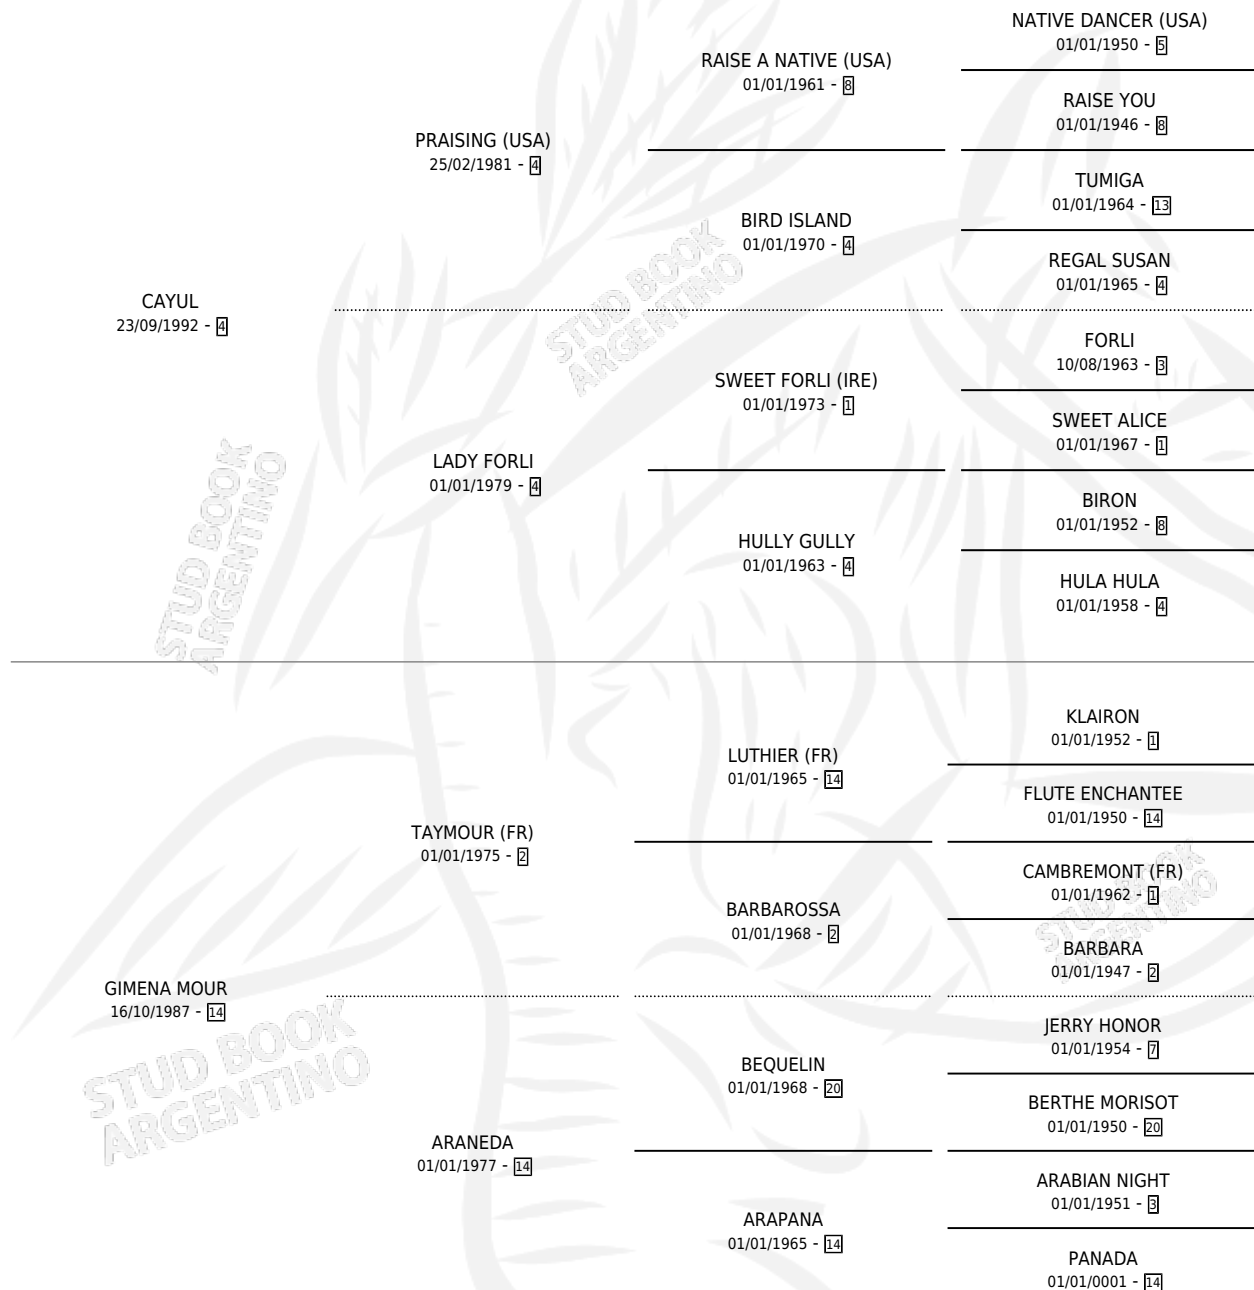 NATIVE DANCER (USA)
01/01/1950 - 5
RAISE A NATIVE (USA)
01/01/1961 - 8
RAISE YOU
01/01/1946 - 8
PRAISING (USA)
25/02/1981 - 4
TUMIGA
01/01/1964 - 13
BIRD ISLAND
01/01/1970 - 4
REGAL SUSAN
01/01/1965 - 4
CAYUL
23/09/1992 - 4
FORLI
10/08/1963 - 3
SWEET FORLI (IRE)
01/01/1973 - 1
SWEET ALICE
01/01/1967 - 1
LADY FORLI
01/01/1979 - 4
BIRON
01/01/1952 - 8
HULLY GULLY
01/01/1963 - 4
HULA HULA
01/01/1958 - 4
KLAIRON
01/01/1952 - 1
LUTHIER (FR)
01/01/1965 - 14
FLUTE ENCHANTEE
01/01/1950 - 14
TAYMOUR (FR)
01/01/1975 - 2
CAMBREMONT (FR)
01/01/1962 - 1
BARBAROSSA
01/01/1968 - 2
BARBARA
01/01/1947 - 2
GIMENA MOUR
16/10/1987 - 14
JERRY HONOR
01/01/1954 - 7
BEQUELIN
01/01/1968 - 20
BERTHE MORISOT
01/01/1950 - 20
ARANEDA
01/01/1977 - 14
ARABIAN NIGHT
01/01/1951 - 3
ARAPANA
01/01/1965 - 14
PANADA
01/01/0001 - 14
STUD BOOK
ARGENTINO
STUD BOOK
ARGENTINO
STUD BOOK
ARGENTINO
STUD BOOK
ARGENTINO